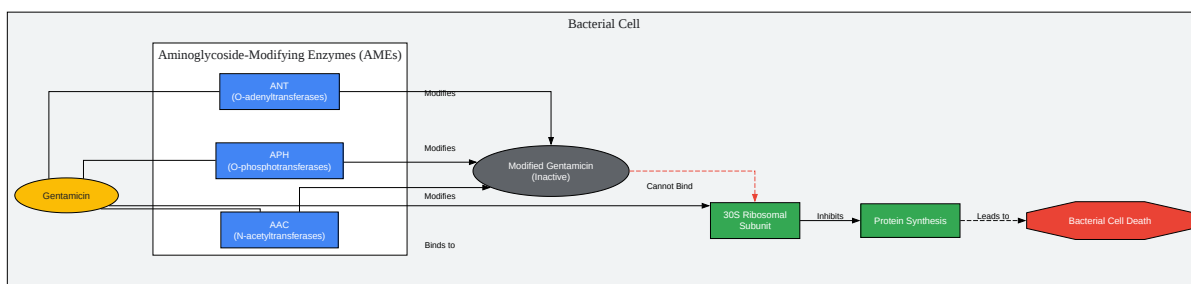 Bacterial Cell
Aminoglycoside-Modifying Enzymes (AMEs)
ANT
(O-adenyltransferases)
Modifies
APH
(O-phosphotransferases)
Modifies
Modified Gentamicin
(Inactive)
Cannot Bind
Gentamicin
Modifies
AAC
(N-acetyltransferases)
Binds to
30S Ribosomal
Subunit
Inhibits
Protein Synthesis
Leads to
Bacterial Cell Death